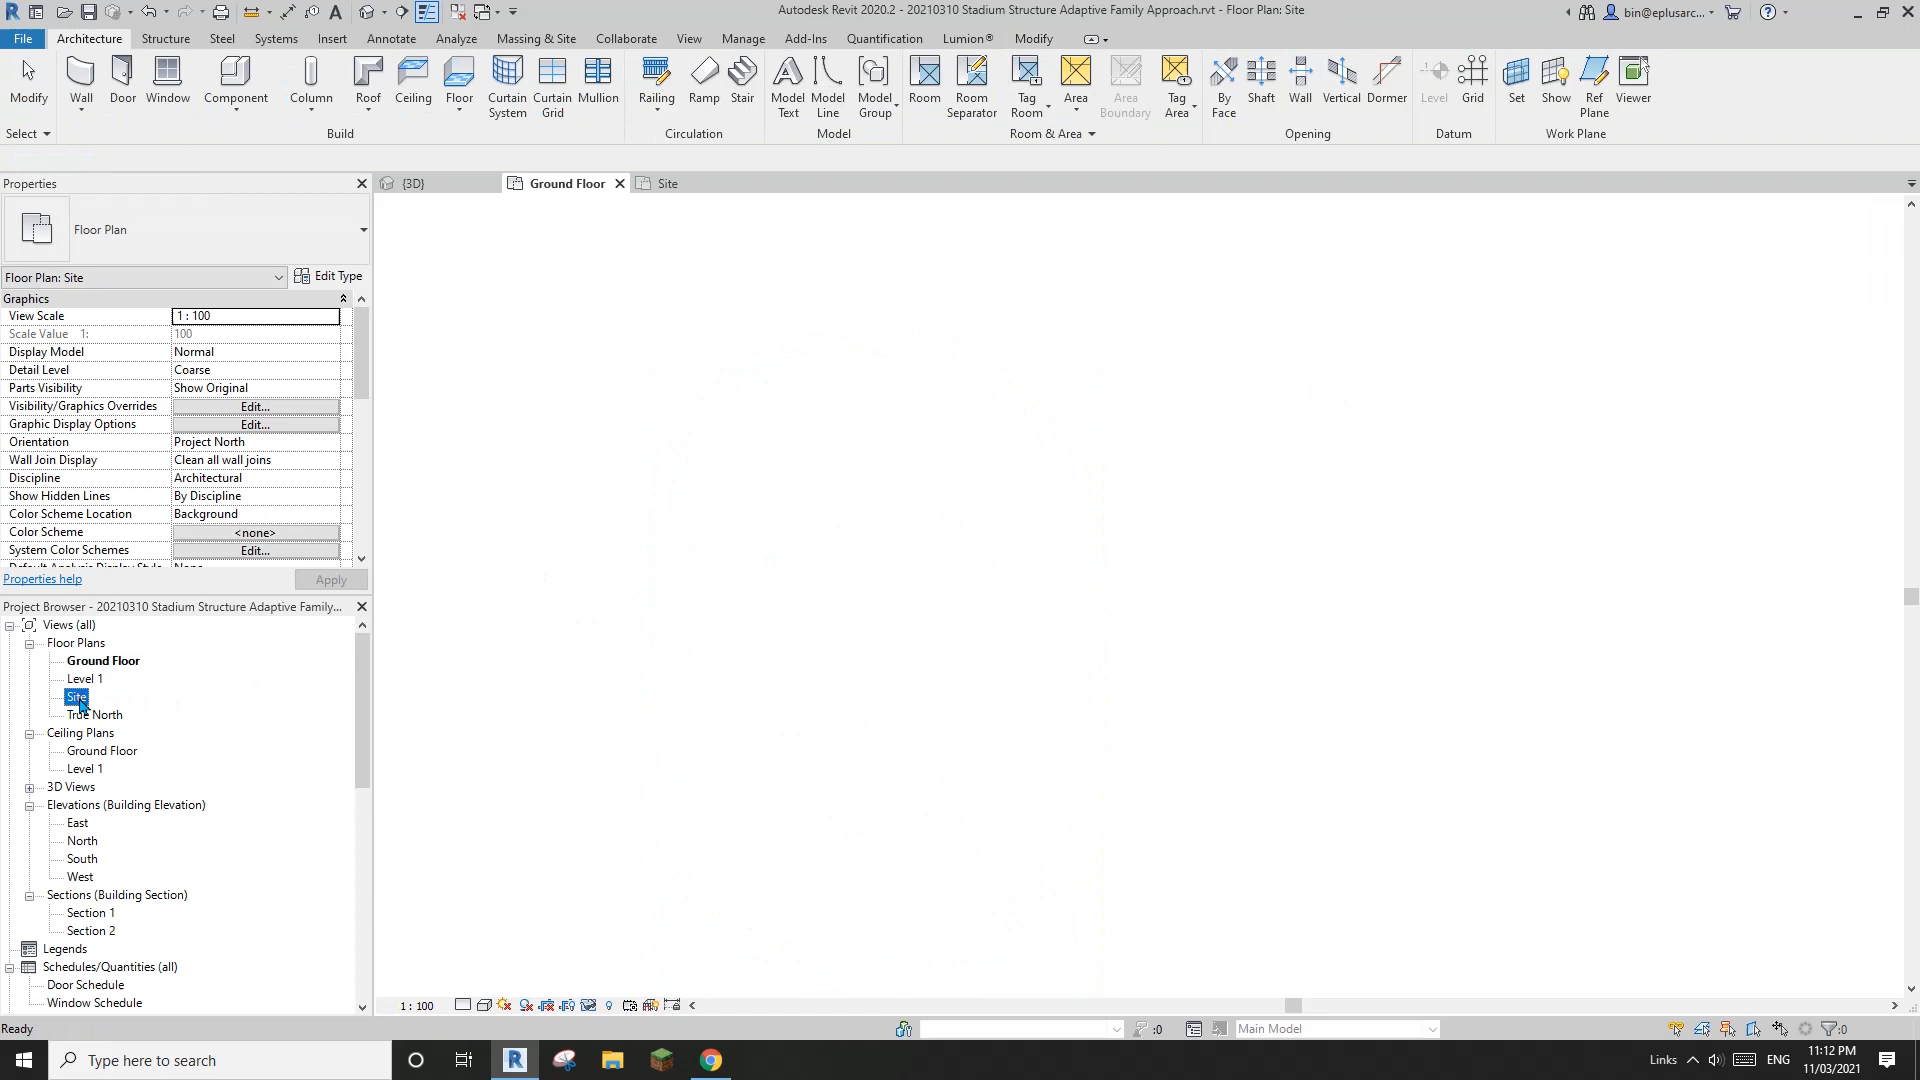 Autodesk Revit 2020.2 - 20210310 Stadium Structure Adaptive Family Approach.rvt - Floor Plan: Site
bin@eplusarc...
File Architecture Structure Steel Systems Insert Annotate Analyze Massing & Site Collaborate View Manage Add-Ins Quantification Lumion® Modify
Modify Wall Door Window Component Column Roof Ceiling Floor Curtain System Curtain Grid Mullion Railing Ramp Stair Model Text Model Line Model Group Room Room Separator Tag Room Area Area Boundary Tag Area By Face Shaft Wall Vertical Dormer Level Grid Set Show Ref Plane Viewer
Select Build Circulation Model Room & Area Opening Datum Work Plane
Properties
{3D} Ground Floor Site
Floor Plan
Floor Plan: Site Edit Type
Graphics
View Scale 1 : 100
Scale Value 1: 100
Display Model Normal
Detail Level Coarse
Parts Visibility Show Original
Visibility/Graphics Overrides Edit...
Graphic Display Options Edit...
Orientation Project North
Wall Join Display Clean all wall joins
Discipline Architectural
Show Hidden Lines By Discipline
Color Scheme Location Background
Color Scheme <none>
System Color Schemes Edit...
Default Analysis Display Style None
Properties help Apply
Project Browser - 20210310 Stadium Structure Adaptive Family...
Views (all)
Floor Plans
Ground Floor
Level 1
Site
True North
Ceiling Plans
Ground Floor
Level 1
3D Views
Elevations (Building Elevation)
East
North
South
West
Sections (Building Section)
Section 1
Section 2
Legends
Schedules/Quantities (all)
Door Schedule
Window Schedule
1 : 100
Ready
:0
Main Model
:0
Type here to search
Links
ENG
11:12 PM
11/03/2021